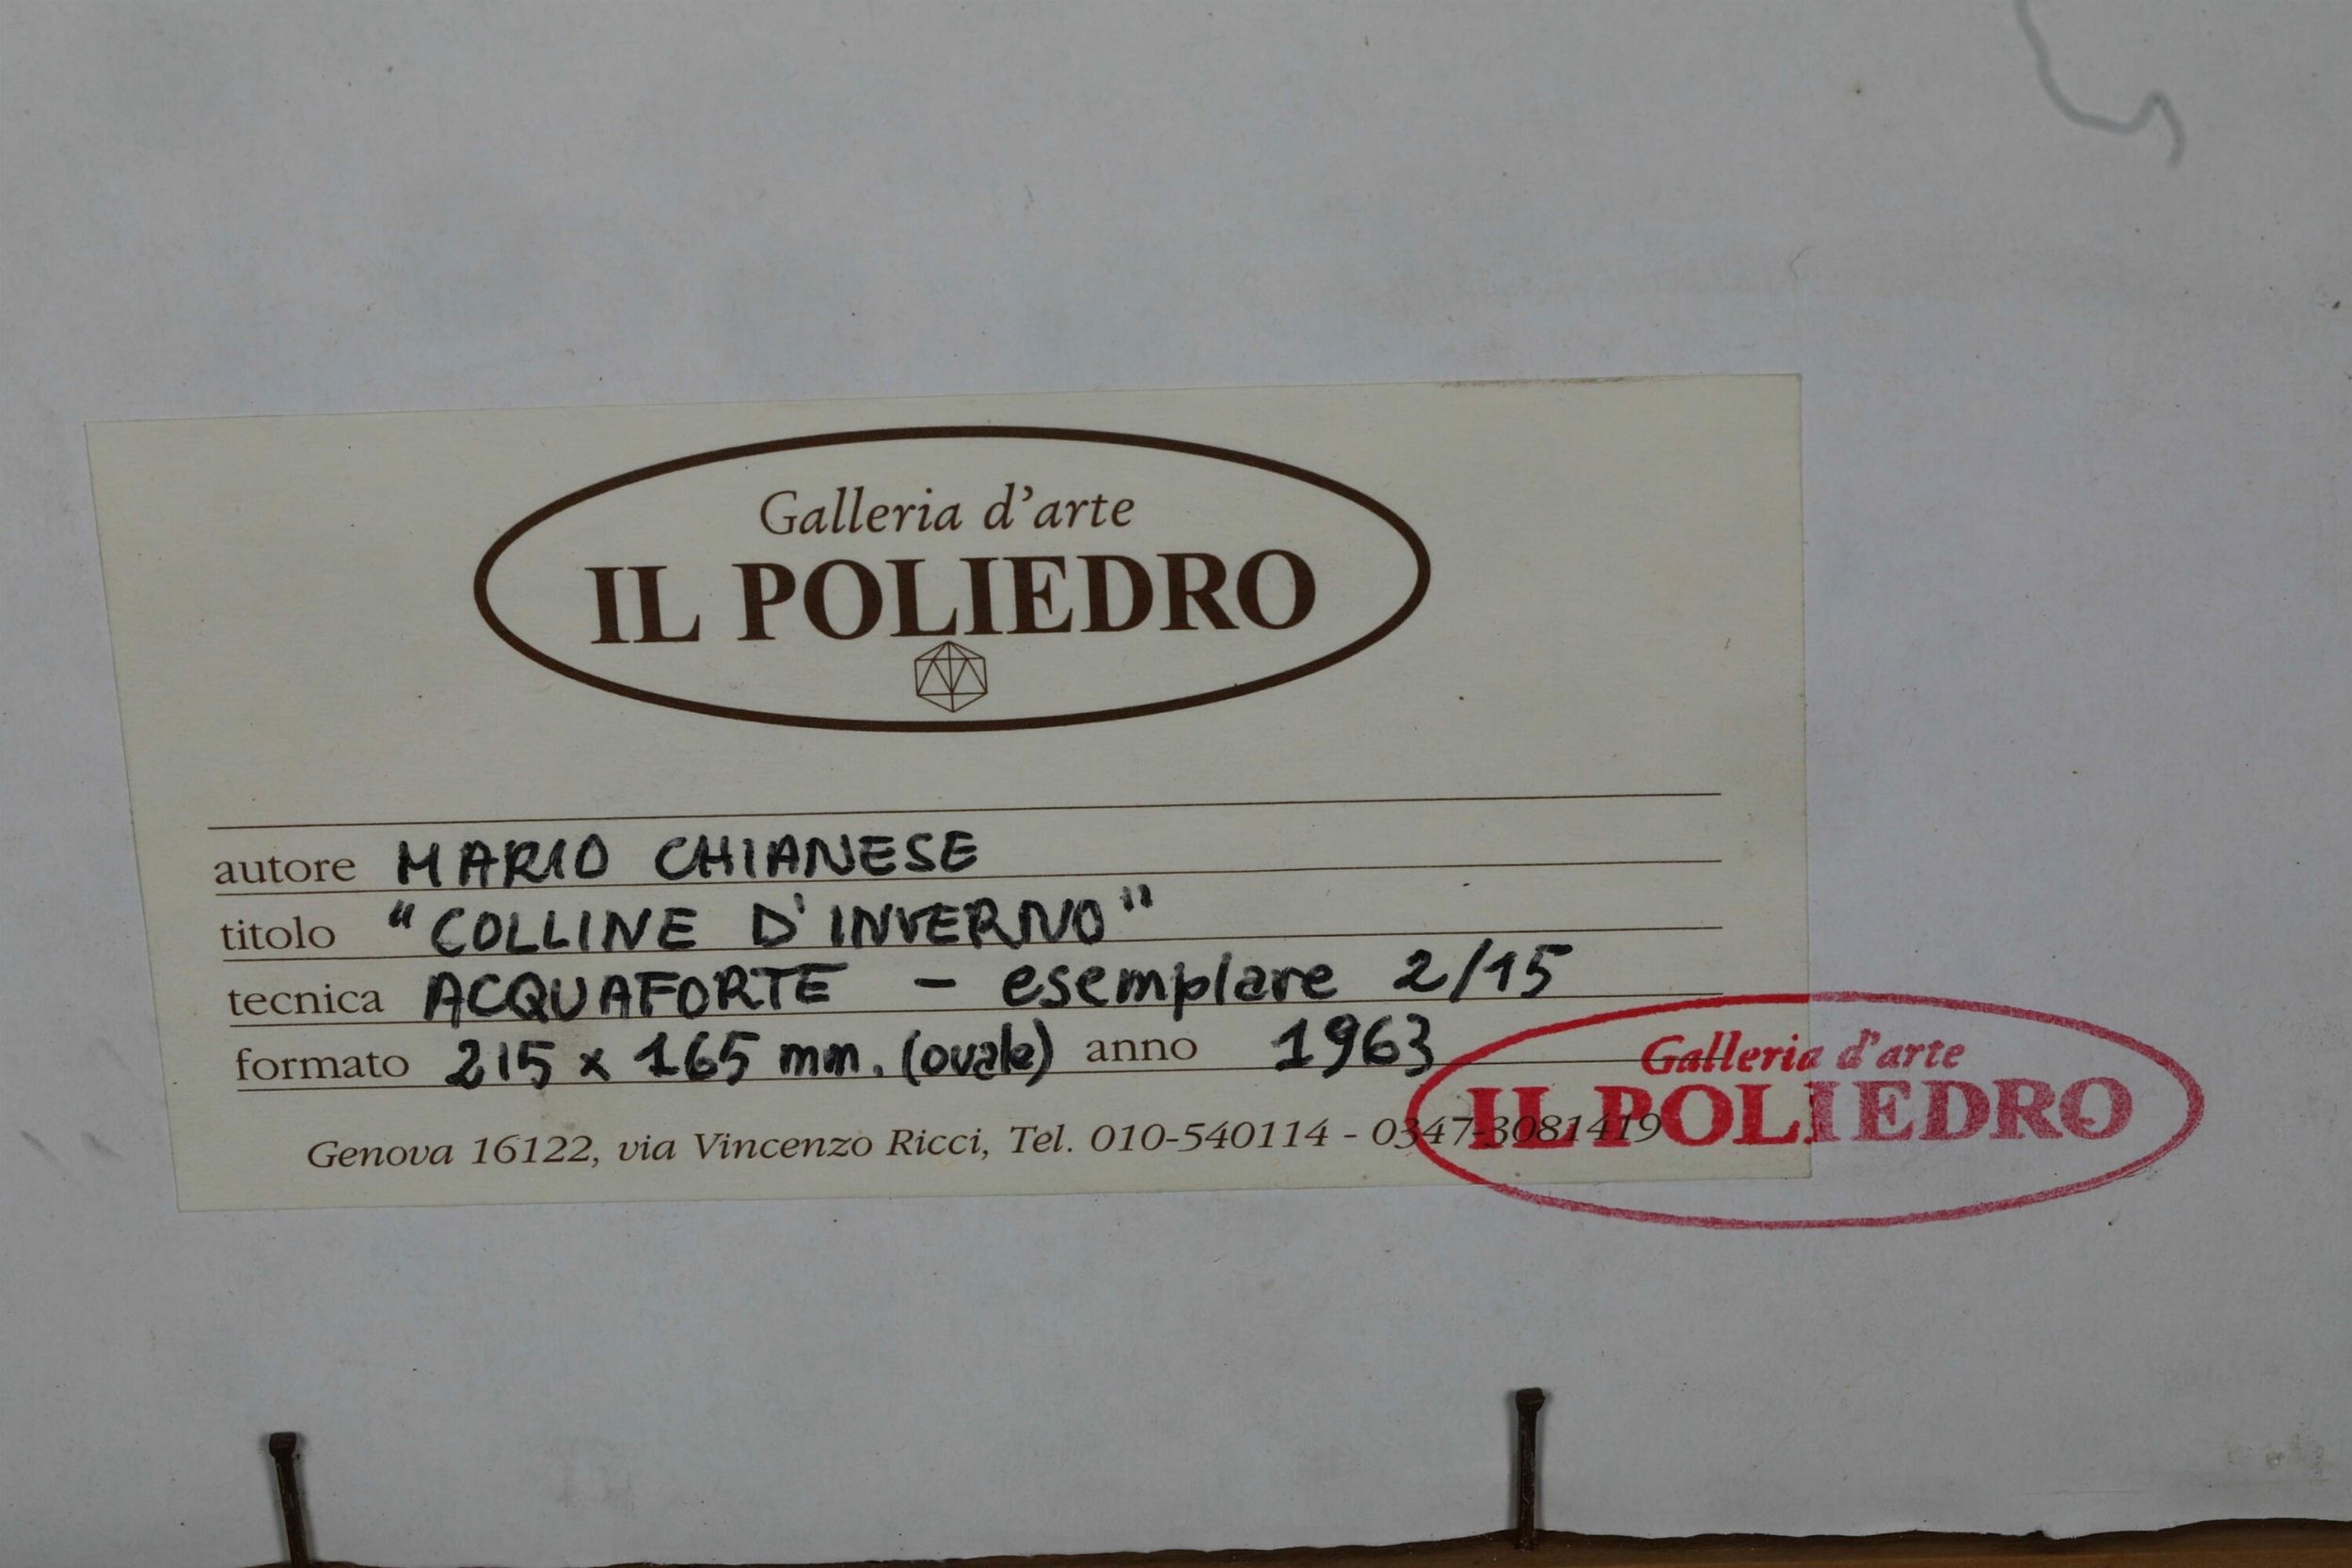 Galleria d'arte
IL POLIEDRO
autore MARIO CHIANESE
titolo "COLLINE D'INVERNO"
tecnica ACQUAFORTE - esemplare 2/15
formato 215 x 165 mm. (ovale) anno 1963
Genova 16122, via Vincenzo Ricci, Tel. 010-540114 - 0347-3081419
Galleria d'arte
IL POLIEDRO